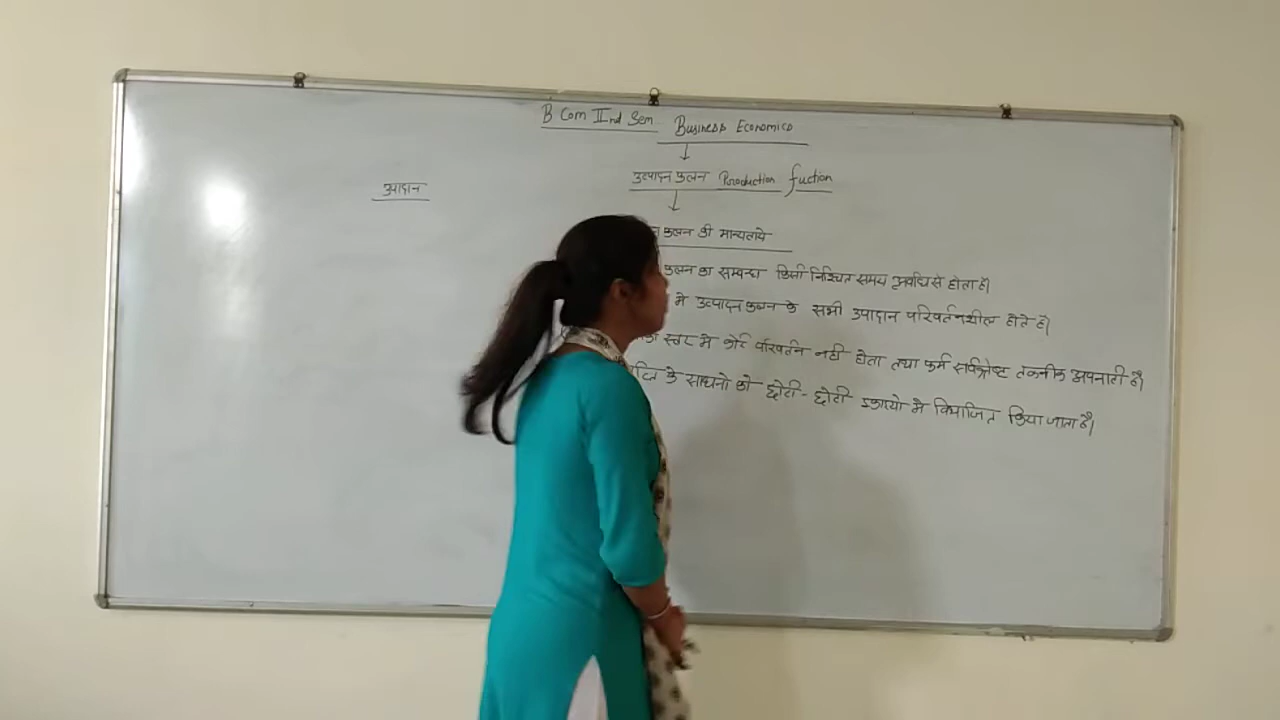 B Com IInd Sem Business Economics
उत्पादन फलन Production fuction
उपादान
फलन की मान्यताये
फलन का सम्बन्ध किसी निश्चित समय अवधि से होता है।
मे उत्पादन फलन के सभी उपादान परिवर्तनशील होते है।
स्तर मे कोई परिवर्तन नही होता तथा फर्म सर्वश्रेष्ट तकनीक अपनाती है।
के साधनो को छोटी-छोटी इकाइयो मे विभाजित किया जाता है।